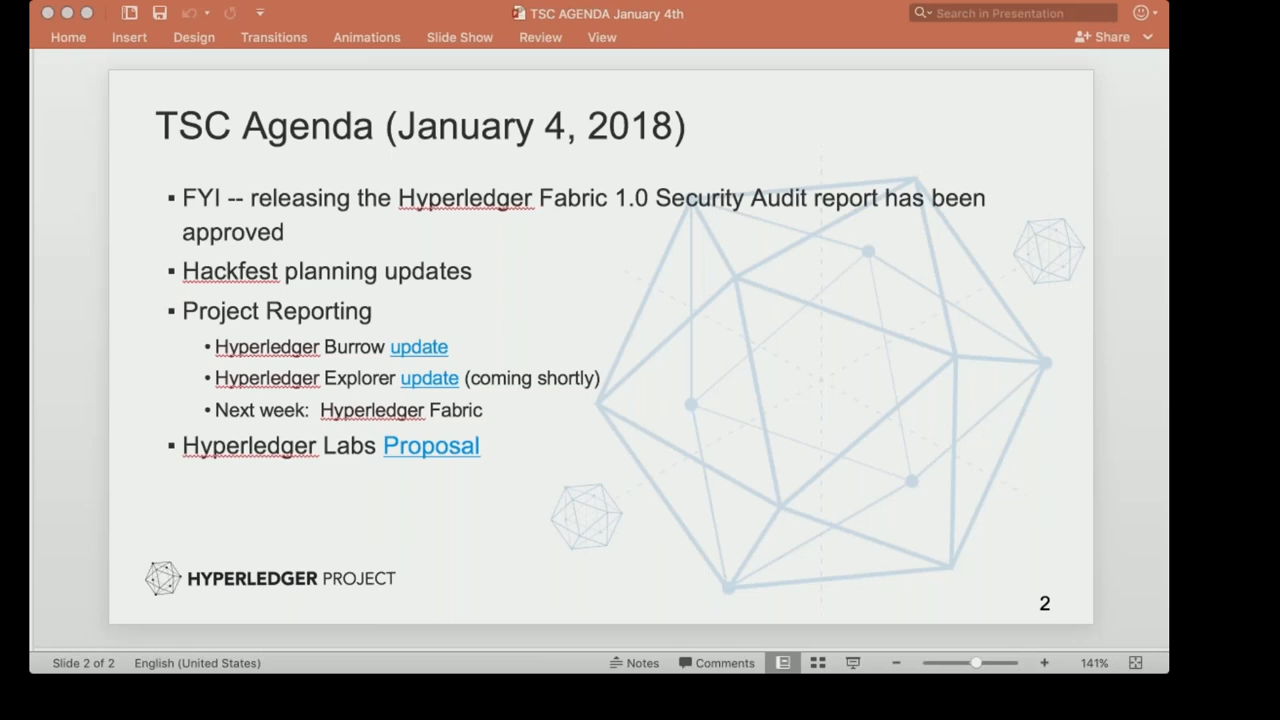 TSC AGENDA January 4th
Search in Presentation
Home Insert Design Transitions Animations Slide Show Review View Share
TSC Agenda (January 4, 2018)
▪ FYI -- releasing the Hyperledger Fabric 1.0 Security Audit report has been
approved
▪ Hackfest planning updates
▪ Project Reporting
• Hyperledger Burrow update
• Hyperledger Explorer update (coming shortly)
• Next week: Hyperledger Fabric
▪ Hyperledger Labs Proposal
HYPERLEDGER PROJECT
2
Slide 2 of 2 English (United States) Notes Comments 141%